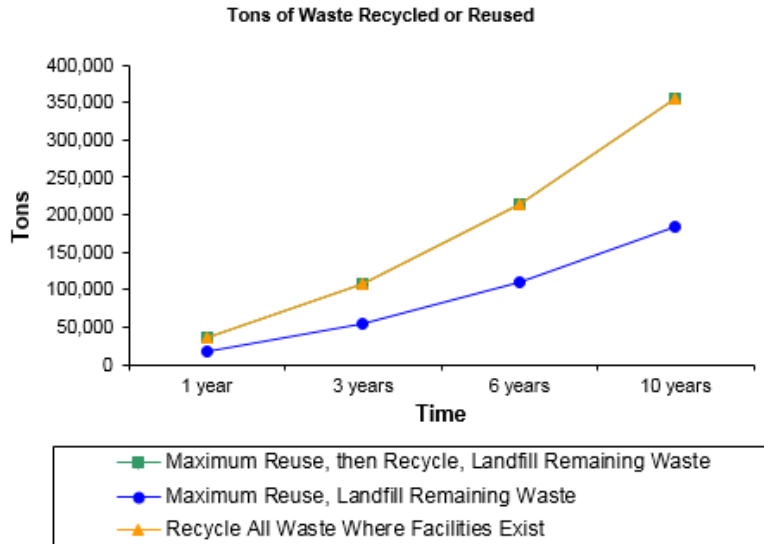 Tons of Waste Recycled or Reused
400,000
350,000
300,000
250,000
200,000
150,000
100,000
50,000
0
Tons
1 year 3 years 6 years 10 years
Time
Maximum Reuse, then Recycle, Landfill Remaining Waste
Maximum Reuse, Landfill Remaining Waste
Recycle All Waste Where Facilities Exist